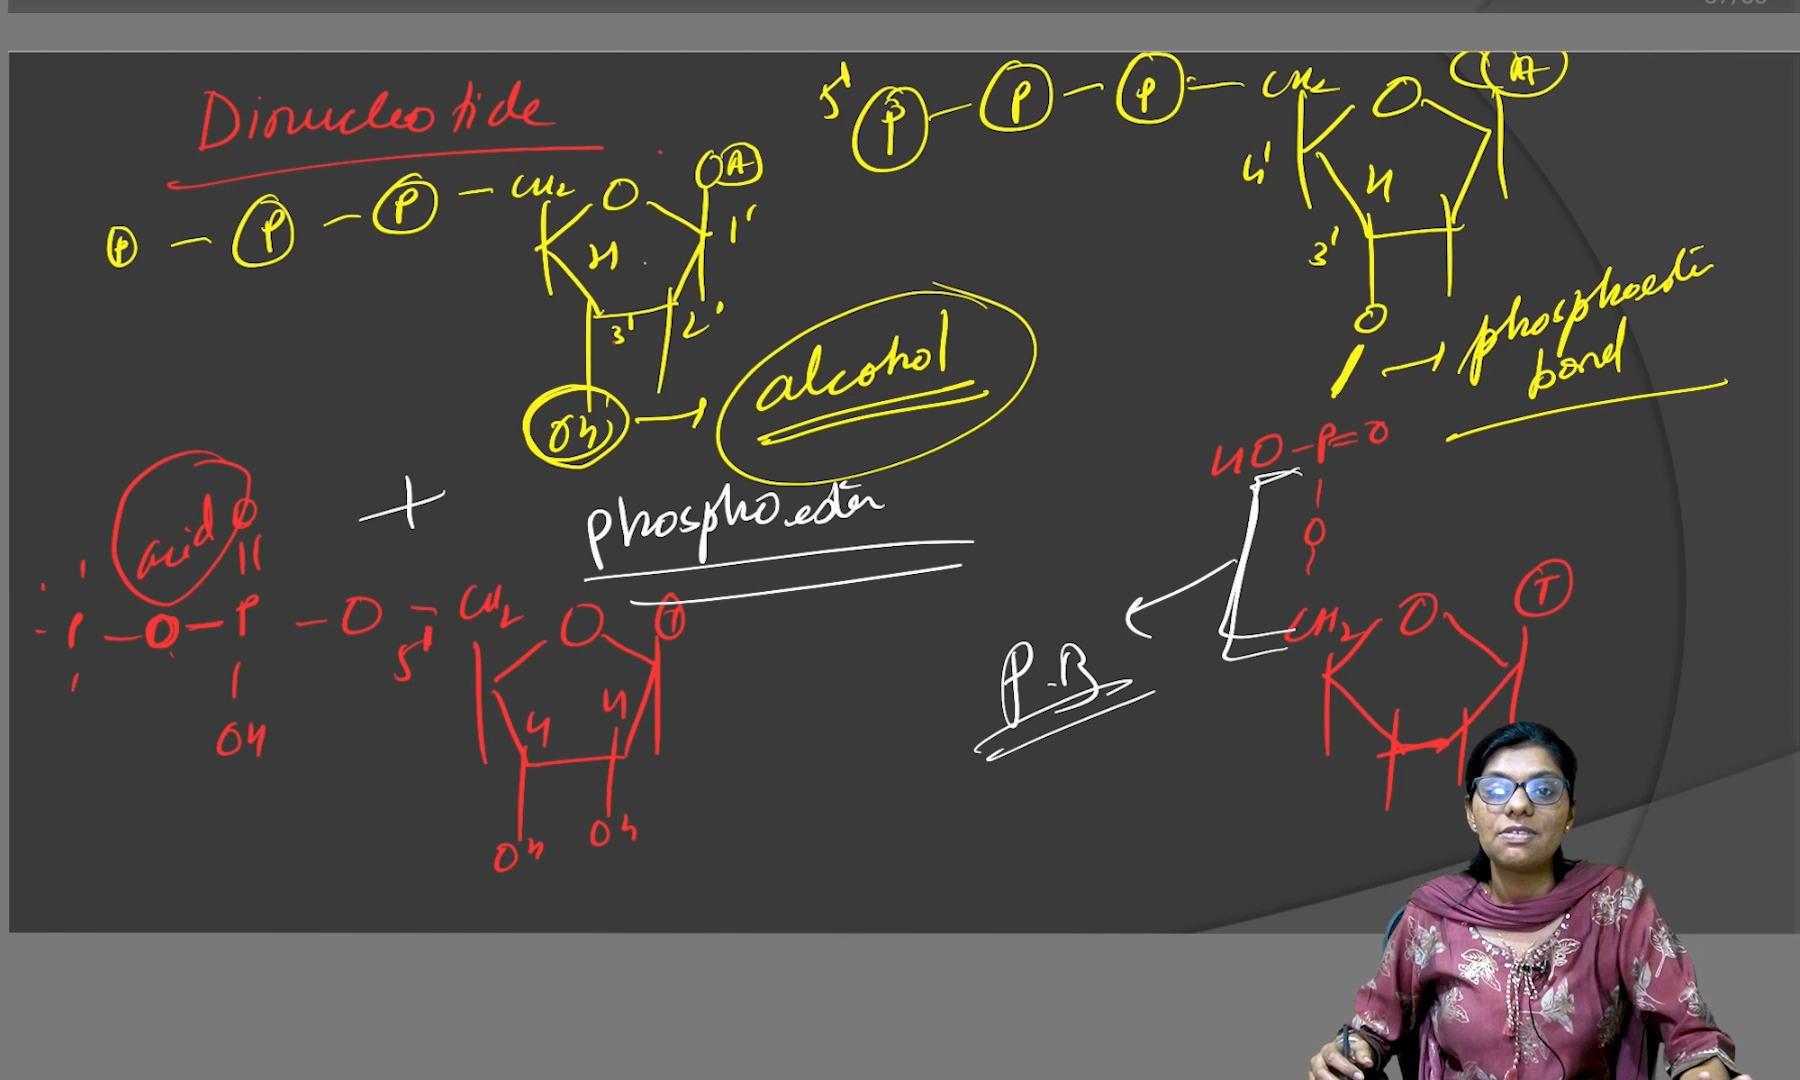 Dinucleotide
P - P - P - CH2 O A
H
1'
2'
3'
OH → alcohol
5' P - P - P - CH2 O A
4'
H
3'
O
→ phosphoester
bond
acid
+
phosphoester
O
- P - O - P - O - 5' CH2 O T
OH
H H
OH OH
HO - P = O
O
P.B
CH2 O T